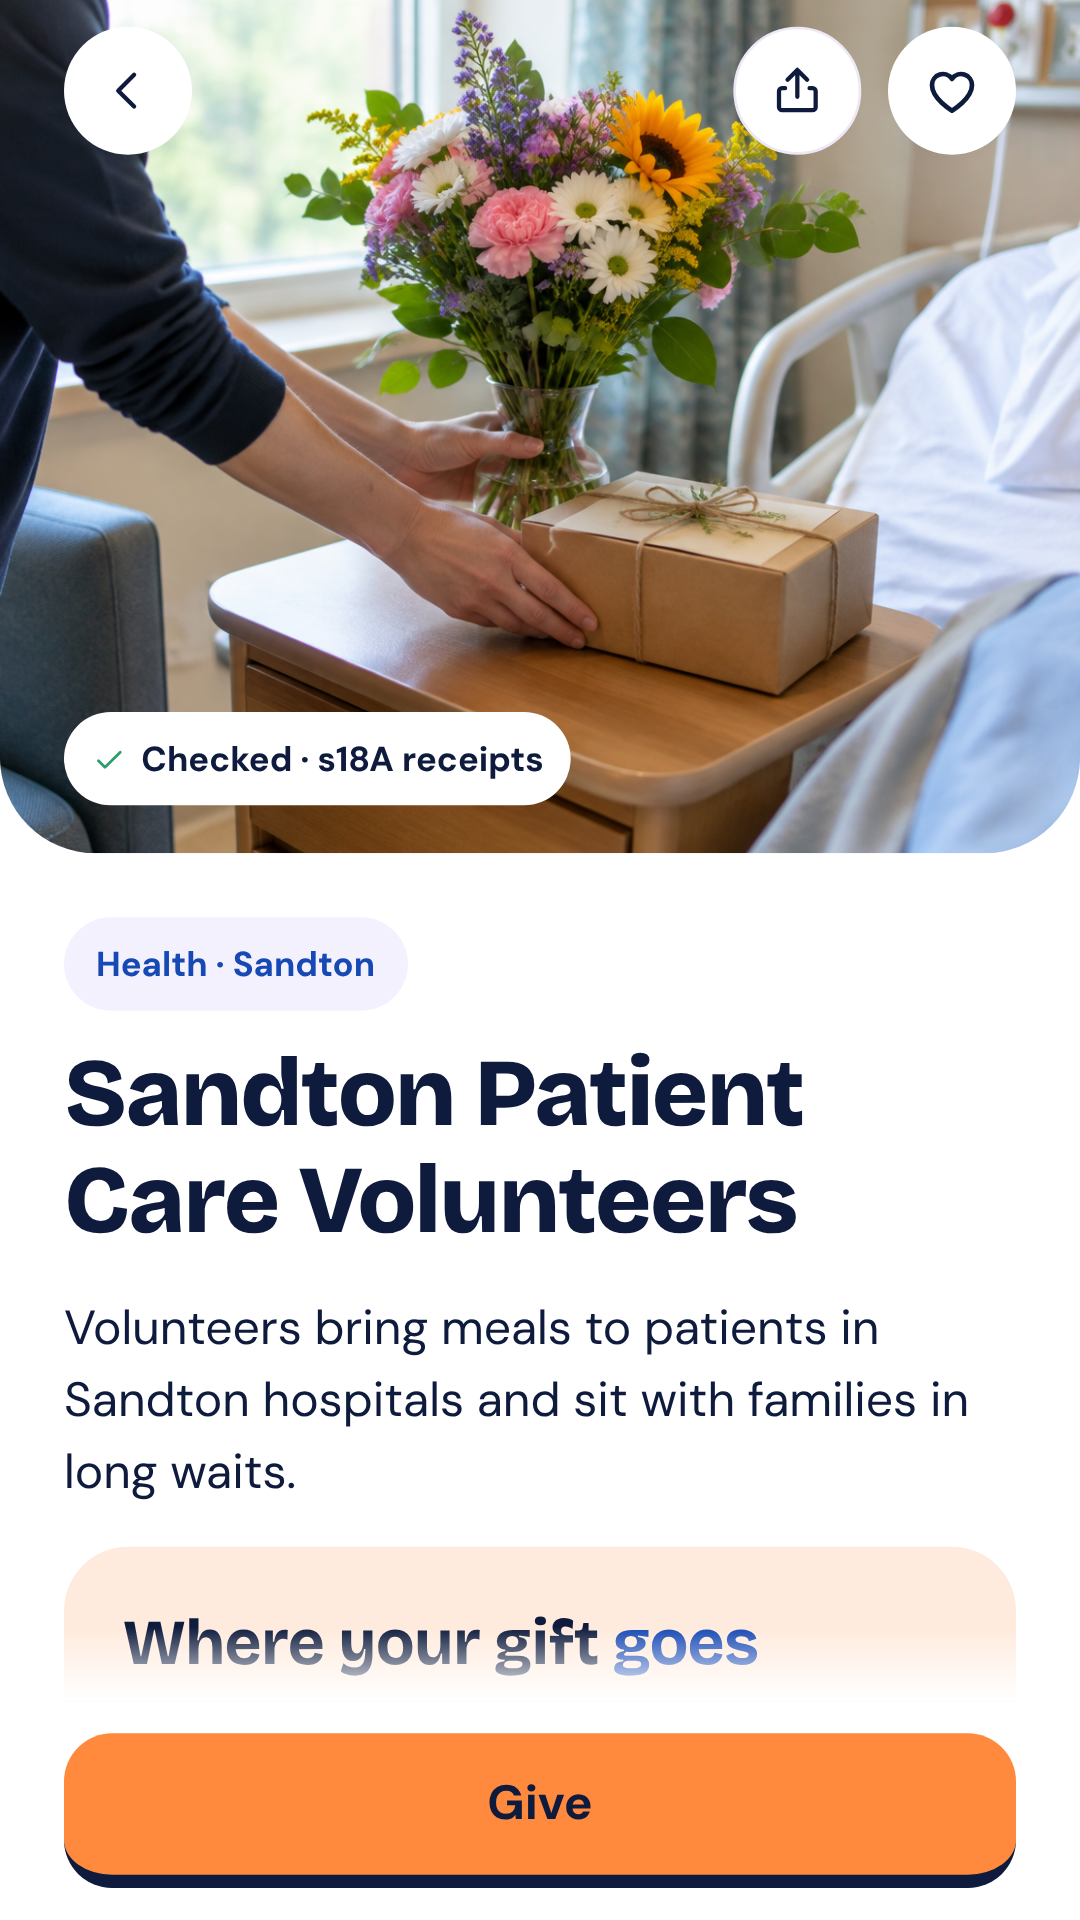 Checked · s18A receipts
Health · Sandton
Sandton Patient
Care Volunteers
Volunteers bring meals to patients in
Sandton hospitals and sit with families in
long waits.
Where your gift goes
Give